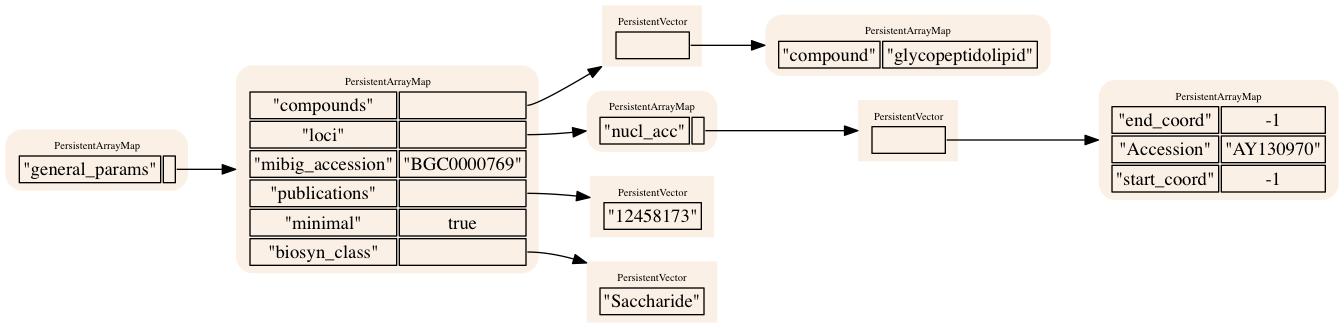 PersistentArrayMap
"general_params"
PersistentArrayMap
"compounds"
"loci"
"mibig_accession" "BGC0000769"
"publications"
"minimal" true
"biosyn_class"
PersistentVector
PersistentArrayMap
"compound" "glycopeptidolipid"
PersistentArrayMap
"nucl_acc"
PersistentVector
PersistentArrayMap
"end_coord" -1
"Accession" "AY130970"
"start_coord" -1
PersistentVector
"12458173"
PersistentVector
"Saccharide"